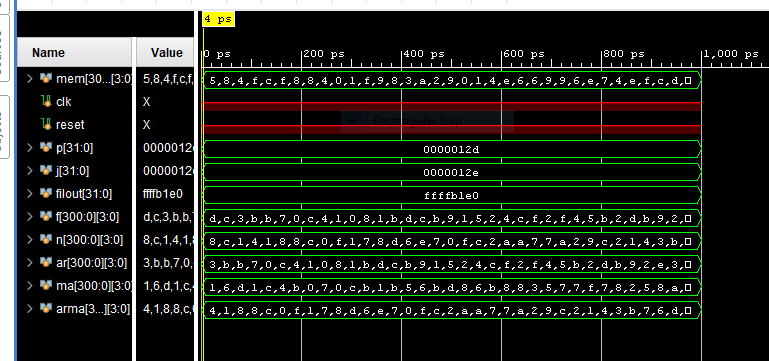 4 ps
Name
Value
0 ps
200 ps
400 ps
600 ps
800 ps
1,000 ps
mem[30...[3:0]
5,8,4,f,c,f,
5,8,4,f,c,f,8,8,4,0,1,f,9,8,3,a,2,9,0,1,4,e,6,6,9,9,6,e,7,4,e,f,c,d,
clk
X
reset
X
Rectangular Snip
p[31:0]
0000012d
0000012d
j[31:0]
0000012e
0000012e
filout[31:0]
ffffb1e0
ffffb1e0
f[300:0][3:0]
d,c,3,b,b,7
d,c,3,b,b,7,0,c,4,1,0,8,1,b,d,c,b,9,1,5,2,4,c,f,2,f,4,5,b,2,d,b,9,2,
n[300:0][3:0]
8,c,1,4,1,8
8,c,1,4,1,8,8,c,0,f,1,7,8,d,6,e,7,0,f,c,2,a,a,7,7,a,2,9,c,2,1,4,3,b,
ar[300:0][3:0]
3,b,b,7,0,
3,b,b,7,0,c,4,1,0,8,1,b,d,c,b,9,1,5,2,4,c,f,2,f,4,5,b,2,d,b,9,2,e,3,
ma[300:0][3:0]
1,6,d,1,c,4
1,6,d,1,c,4,b,0,7,0,c,b,1,5,b,6,d,8,6,b,8,8,3,5,7,7,f,7,8,2,5,8,a,
arma[3...][3:0]
4,1,8,8,c,0
4,1,8,8,c,0,f,1,7,8,d,6,e,7,0,f,c,2,a,a,7,7,a,2,9,c,2,1,4,3,b,7,6,d,